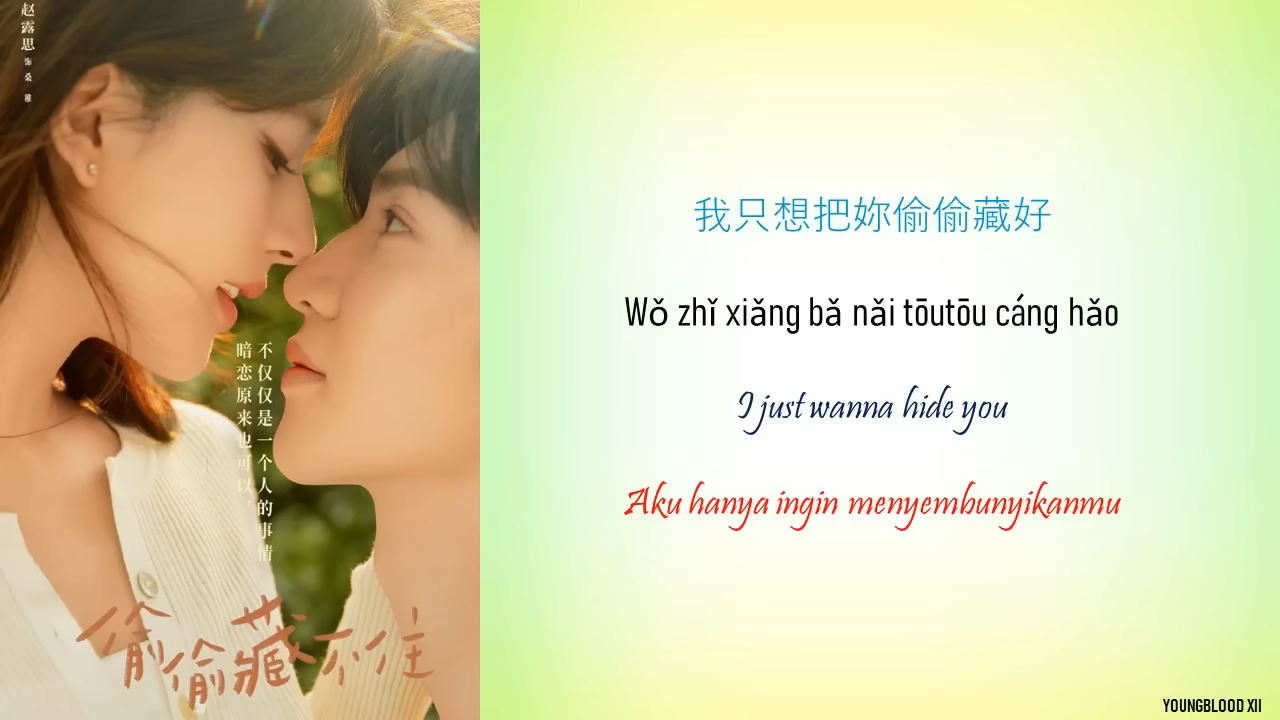 赵露思
饰 桑 稚
不仅仅是一个人的事情
暗恋原来也可以，
偷偷藏不住
我只想把妳偷偷藏好
Wǒ zhǐ xiǎng bǎ nǎi tōutōu cáng hǎo
I just wanna hide you
Aku hanya ingin menyembunyikanmu
YOUNGBLOOD XII